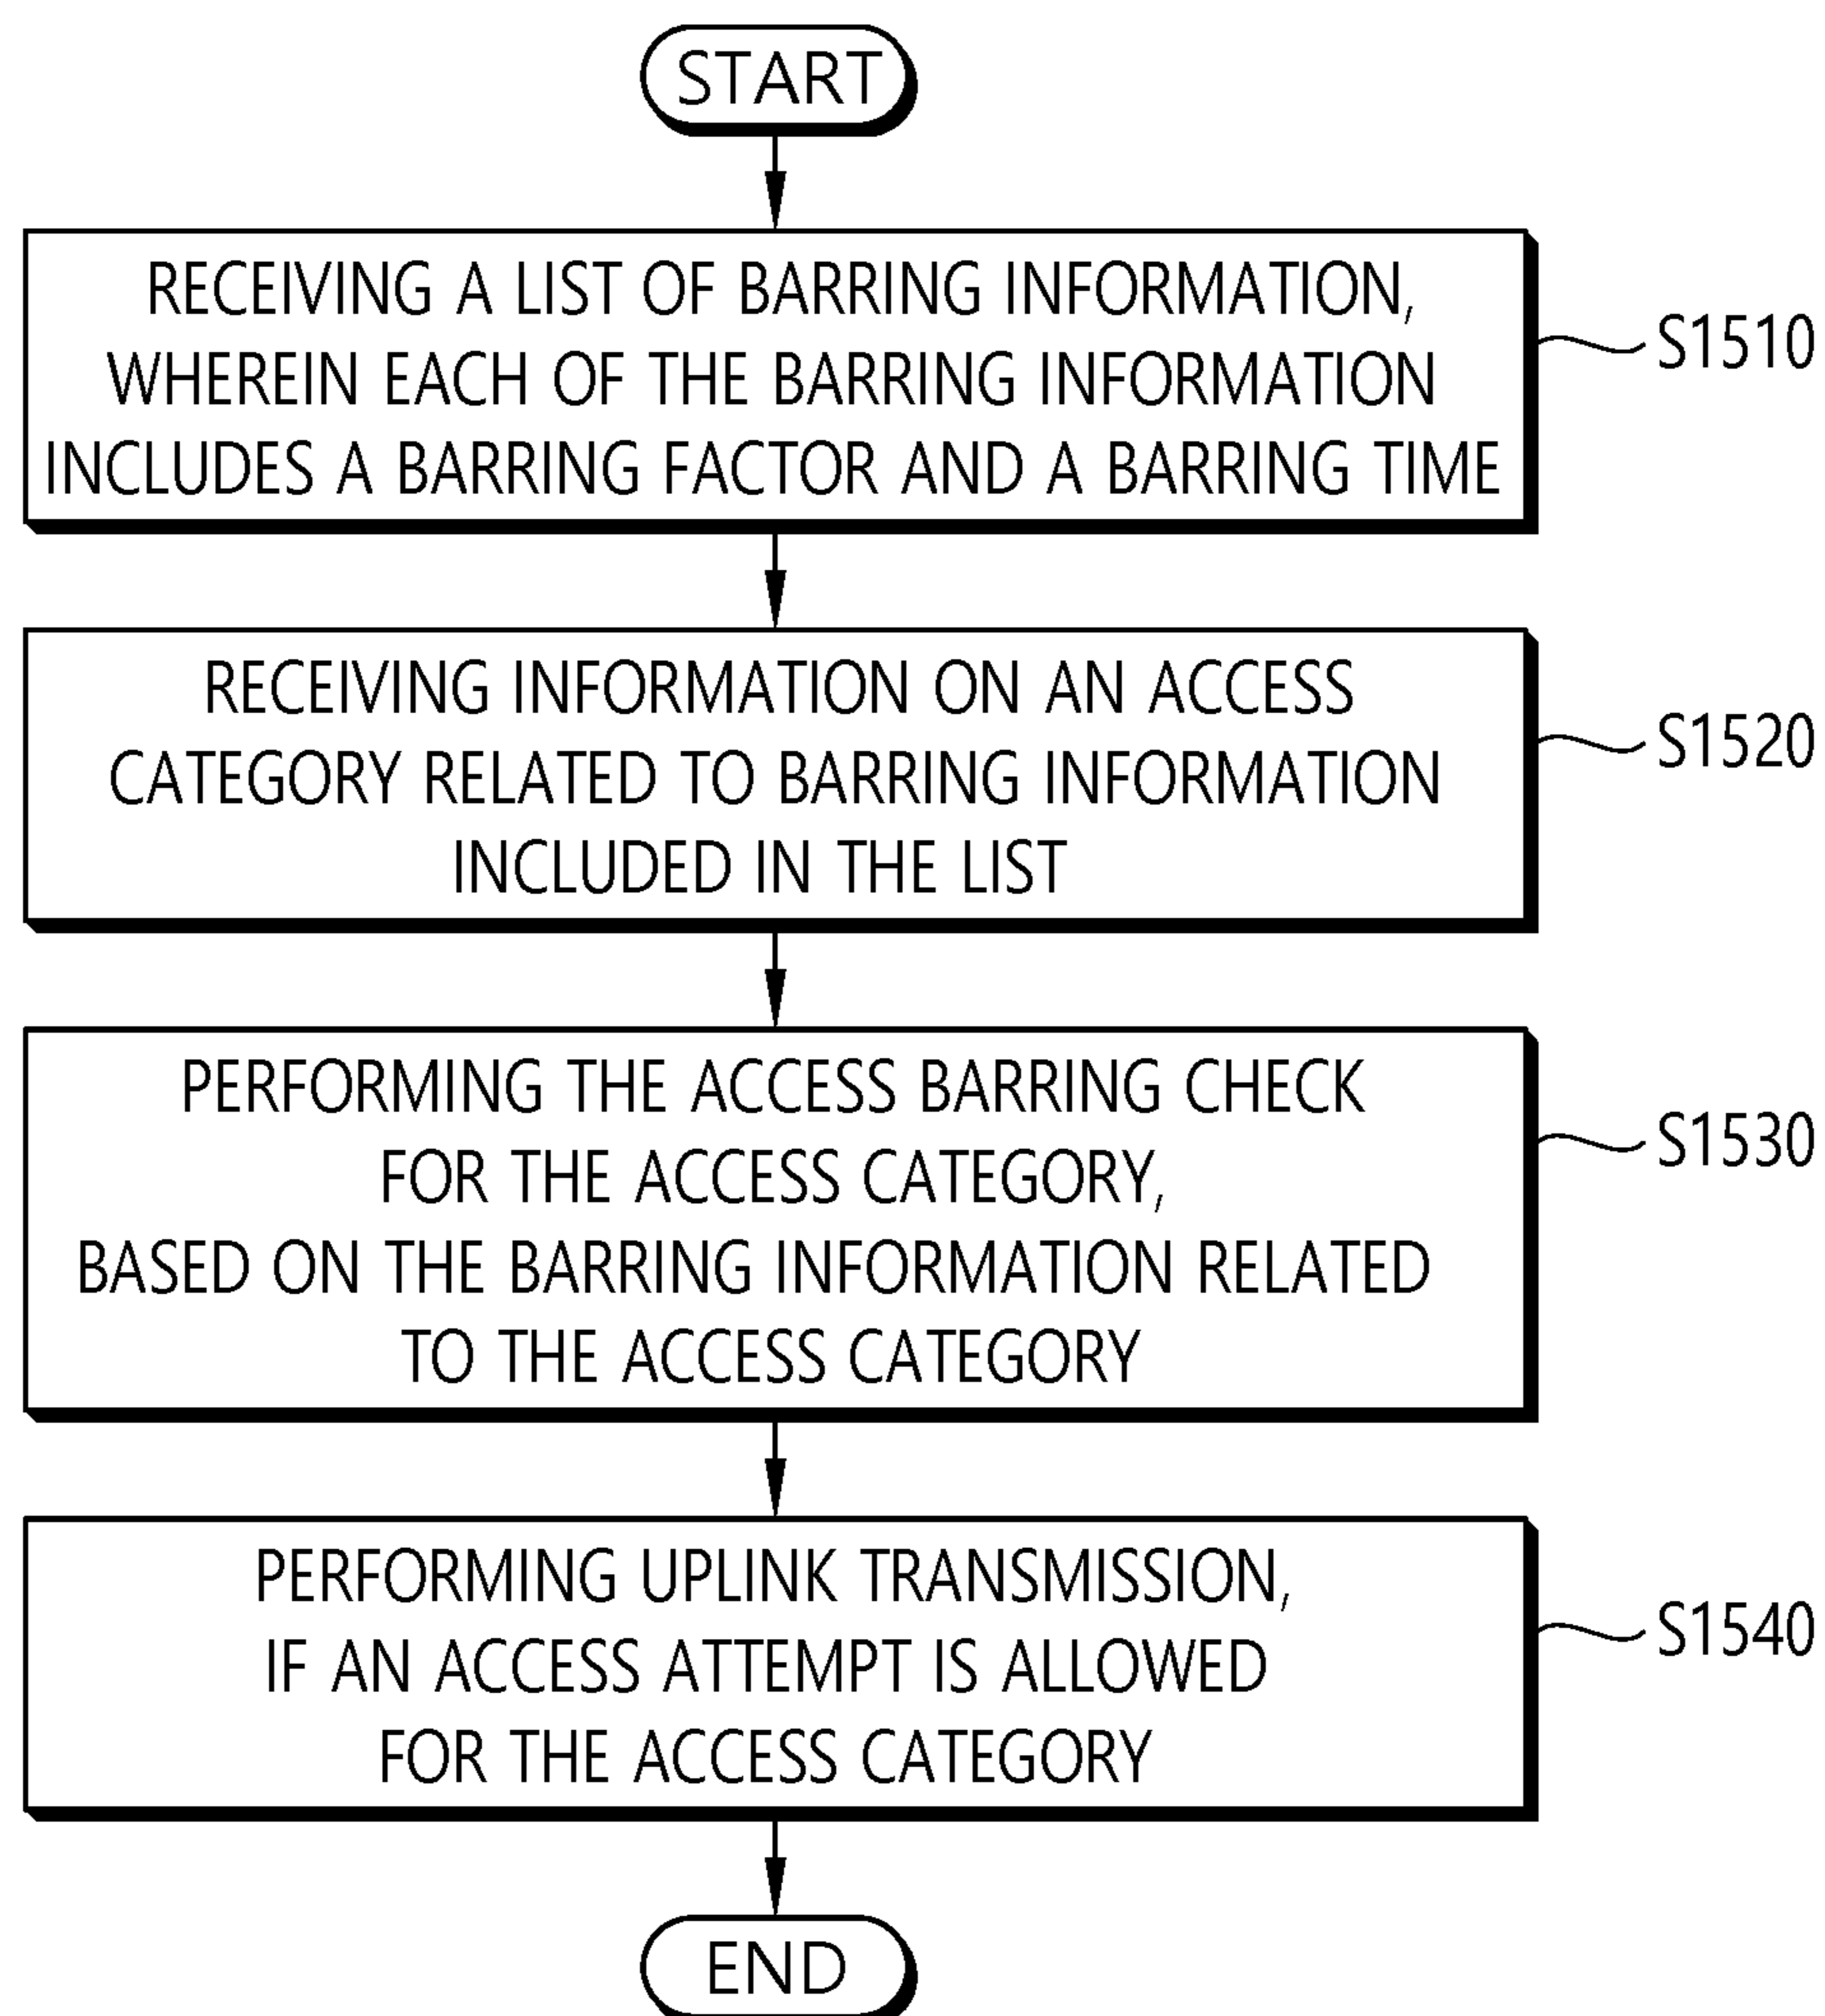 START
RECEIVING A LIST OF BARRING INFORMATION,
WHEREIN EACH OF THE BARRING INFORMATION
INCLUDES A BARRING FACTOR AND A BARRING TIME
S1510
RECEIVING INFORMATION ON AN ACCESS
CATEGORY RELATED TO BARRING INFORMATION
INCLUDED IN THE LIST
S1520
PERFORMING THE ACCESS BARRING CHECK
FOR THE ACCESS CATEGORY,
BASED ON THE BARRING INFORMATION RELATED
TO THE ACCESS CATEGORY
S1530
PERFORMING UPLINK TRANSMISSION,
IF AN ACCESS ATTEMPT IS ALLOWED
FOR THE ACCESS CATEGORY
S1540
END